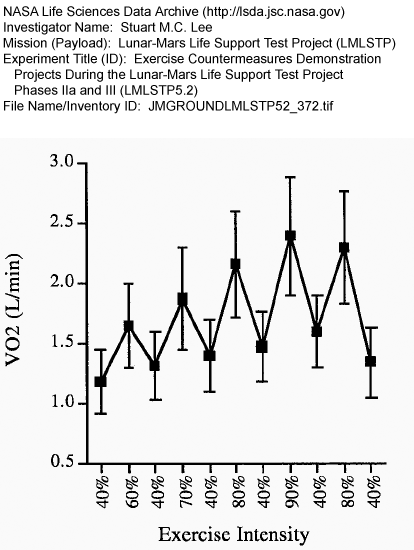 NASA Life Sciences Data Archive (http://lsda.jsc.nasa.gov)
Investigator Name:  Stuart M.C. Lee
Mission (Payload):  Lunar-Mars Life Support Test Project (LMLSTP)
Experiment Title (ID):  Exercise Countermeasures Demonstration
Projects During the Lunar-Mars Life Support Test Project
Phases IIa and III (LMLSTP5.2)
File Name/Inventory ID:  JMGROUNDLMLSTP52_372.tif
3.0
2.5
2.0
1.5
1.0
0.5
VO2 (L/min)
40%
60%
40%
70%
40%
80%
40%
90%
40%
80%
40%
Exercise Intensity